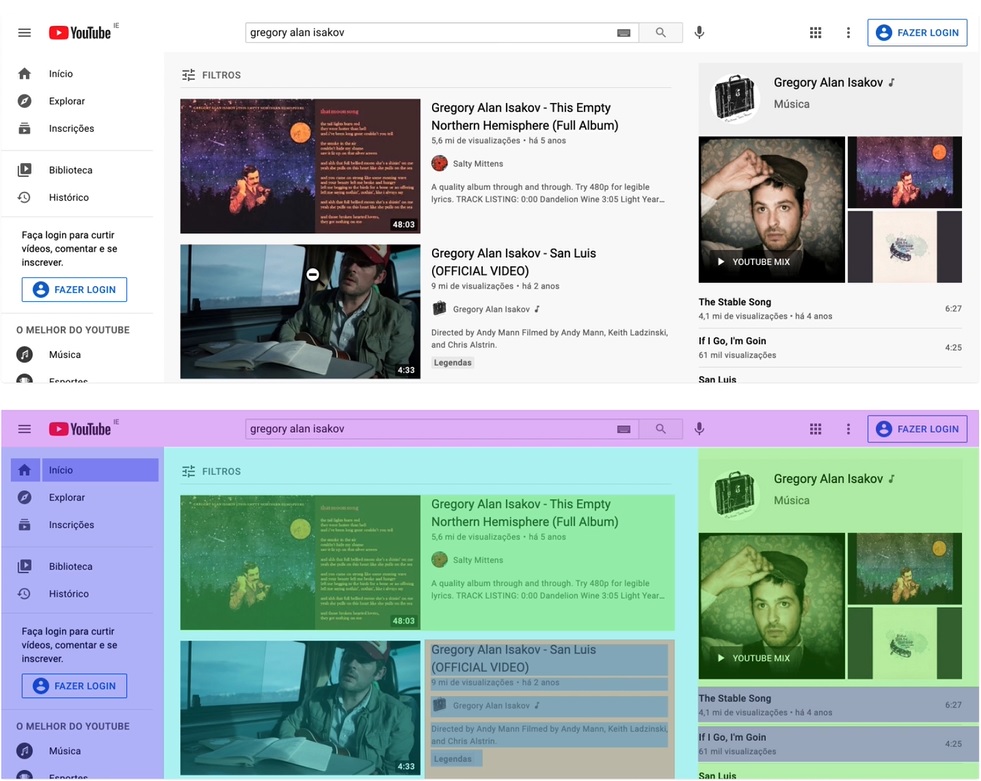 YouTube IE
gregory alan isakov
FAZER LOGIN
Início
Explorar
Inscrições
Biblioteca
Histórico
Faça login para curtir
vídeos, comentar e se
inscrever.
FAZER LOGIN
O MELHOR DO YOUTUBE
Música
Esportes
FILTROS
48:03
Gregory Alan Isakov - This Empty
Northern Hemisphere (Full Album)
5,6 mi de visualizações • há 5 anos
Salty Mittens
A quality album through and through. Try 480p for legible
lyrics. TRACK LISTING: 0:00 Dandelion Wine 3:05 Light Year...
4:33
Gregory Alan Isakov - San Luis
(OFFICIAL VIDEO)
9 mi de visualizações • há 2 anos
Gregory Alan Isakov
Directed by Andy Mann Filmed by Andy Mann, Keith Ladzinski,
and Chris Alstrin.
Legendas
Gregory Alan Isakov
Música
YOUTUBE MIX
The Stable Song
4,1 mi de visualizações • há 4 anos
6:27
If I Go, I'm Goin
61 mil visualizações
4:25
San Luis
YouTube IE
gregory alan isakov
FAZER LOGIN
Início
Explorar
Inscrições
Biblioteca
Histórico
Faça login para curtir
vídeos, comentar e se
inscrever.
FAZER LOGIN
O MELHOR DO YOUTUBE
Música
Esportes
FILTROS
48:03
Gregory Alan Isakov - This Empty
Northern Hemisphere (Full Album)
5,6 mi de visualizações • há 5 anos
Salty Mittens
A quality album through and through. Try 480p for legible
lyrics. TRACK LISTING: 0:00 Dandelion Wine 3:05 Light Year...
4:33
Gregory Alan Isakov - San Luis
(OFFICIAL VIDEO)
9 mi de visualizações • há 2 anos
Gregory Alan Isakov
Directed by Andy Mann Filmed by Andy Mann, Keith Ladzinski,
and Chris Alstrin.
Legendas
Gregory Alan Isakov
Música
YOUTUBE MIX
The Stable Song
4,1 mi de visualizações • há 4 anos
6:27
If I Go, I'm Goin
61 mil visualizações
4:25
San Luis